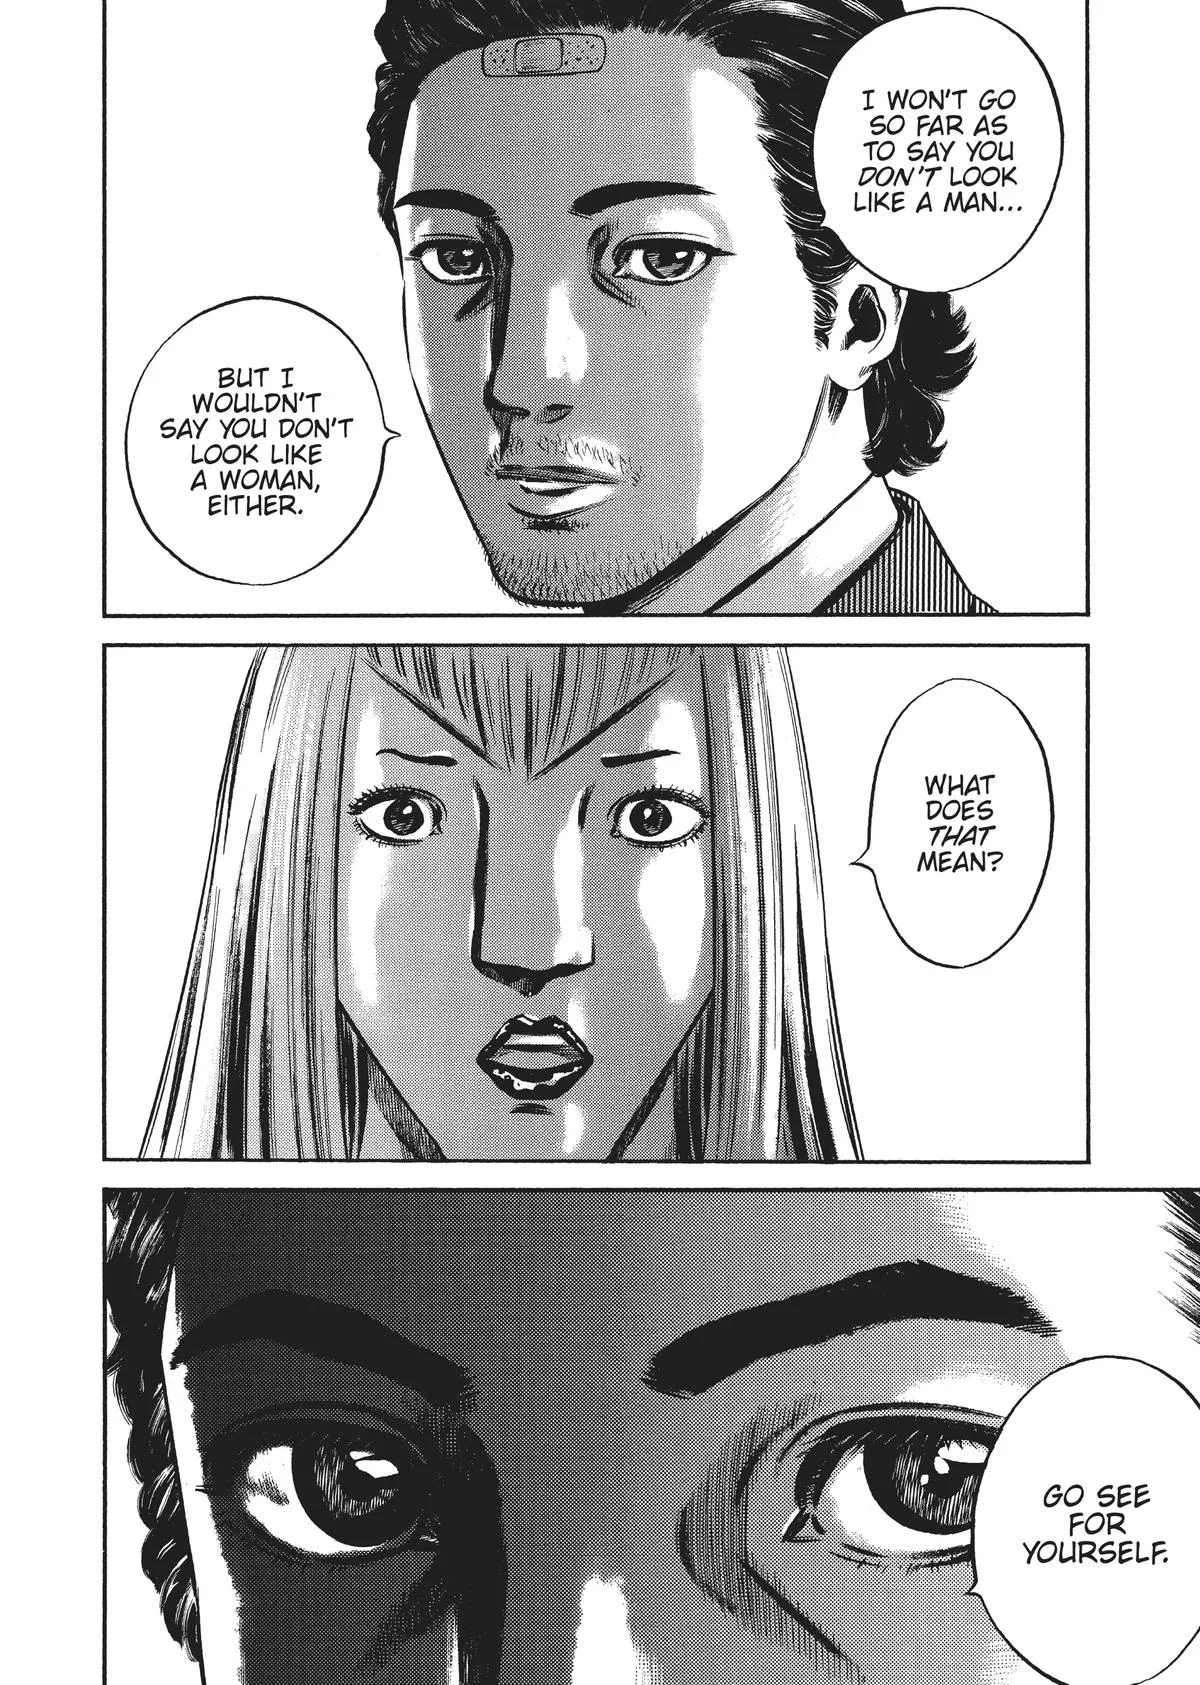 I WON'T GO
SO FAR AS
TO SAY YOU
DON'T LOOK
LIKE A MAN...
BUT I
WOULDN'T
SAY YOU DON'T
LOOK LIKE
A WOMAN,
EITHER.
WHAT
DOES
THAT
MEAN?
GO SEE
FOR
YOURSELF.